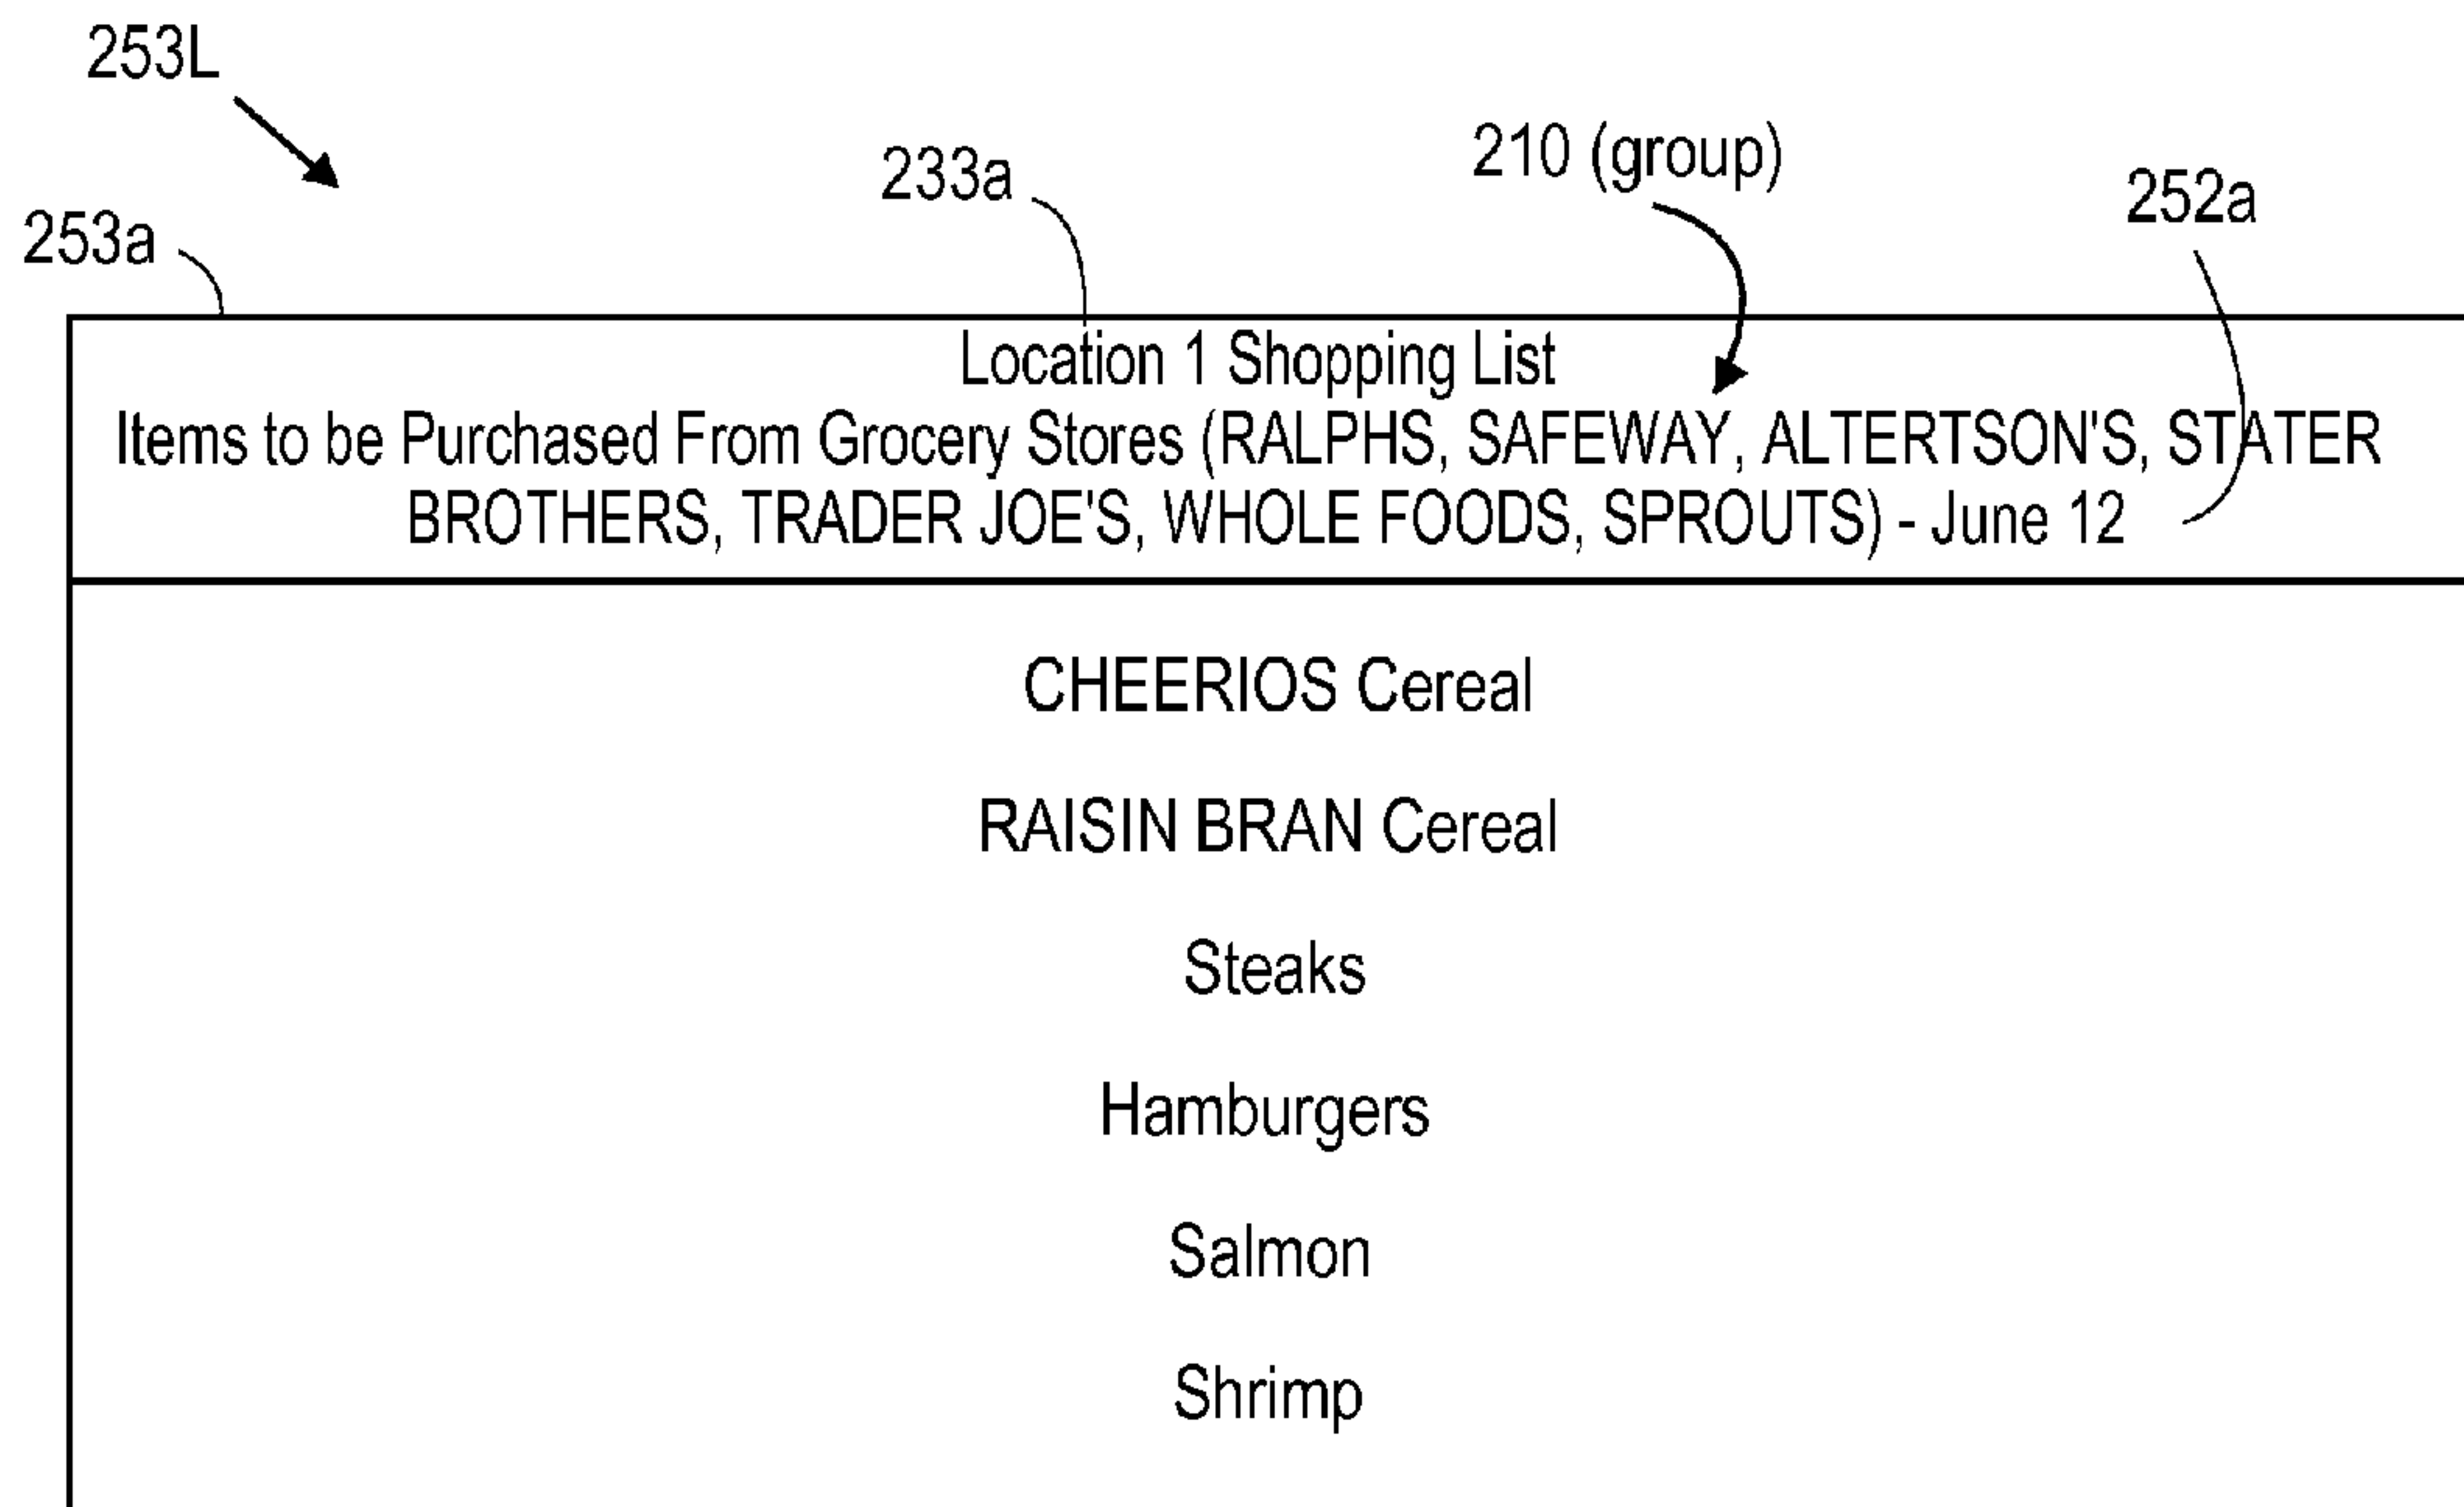 253L
210 (group)
233a
252a
253a
Location 1 Shopping List
Items to be Purchased From Grocery Stores (RALPHS, SAFEWAY, ALTERTSON'S, STATER
BROTHERS, TRADER JOE'S, WHOLE FOODS, SPROUTS) - June 12
CHEERIOS Cereal
RAISIN BRAN Cereal
Steaks
Hamburgers
Salmon
Shrimp